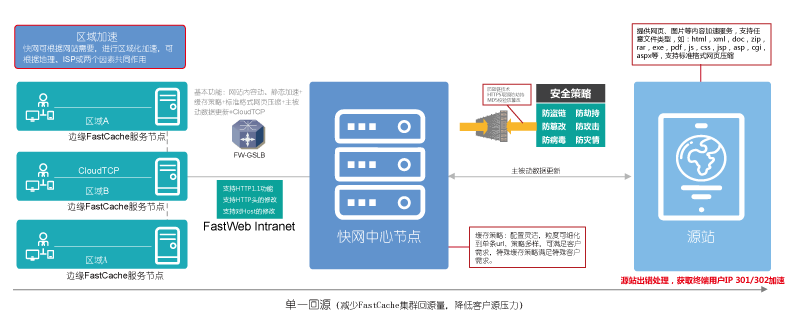 区域加速
快网可根据网站需要，进行区域化加速，可
根据地理、ISP或两个因素共同作用
区域A
边缘FastCache服务节点
CloudTCP
区域B
边缘FastCache服务节点
区域A
边缘FastCache服务节点
基本功能：网站内容动、静态加速+
缓存策略+标准格式网页压缩+主被
动数据更新+CloudTCP
FW-GSLB
支持HTTP1.1功能
支持HTTP头的修改
支持对Host的修改
FastWeb Intranet
快网中心节点
防盗链技术
安全策略
防盗链 防劫持
防篡改 防攻击
防病毒 防灾情
主被动数据更新
缓存策略：配置灵活，粒度可细化
到单条url、策略多样，可满足客户
需求，特殊缓存策略满足特殊客户
需求。
提供网页、图片等内容加速服务，支持任
意文件类型，如：html，xml，doc，zip，
rar，exe，pdf，js，css，jsp，asp，cgi，
aspx等，支持标准格式网页压缩
源站
源站出错处理，获取终端用户IP 301/302加速
单一回源（减少FastCache集群回源量，降低客户源压力）